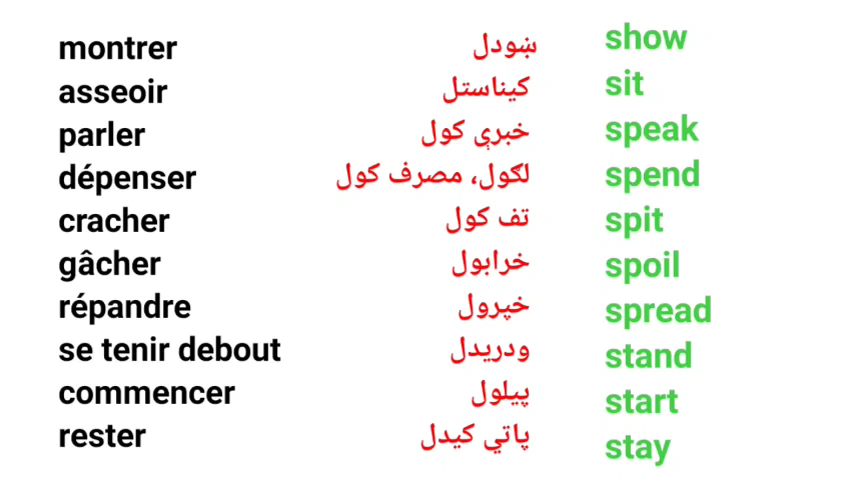 montrer ښودل show
asseoir کیناستل sit
parler خبرې کول speak
dépenser لګول، مصرف کول spend
cracher تف کول spit
gâcher خرابول spoil
répandre خپرول spread
se tenir debout ودریدل stand
commencer پیلول start
rester پاتي کیدل stay